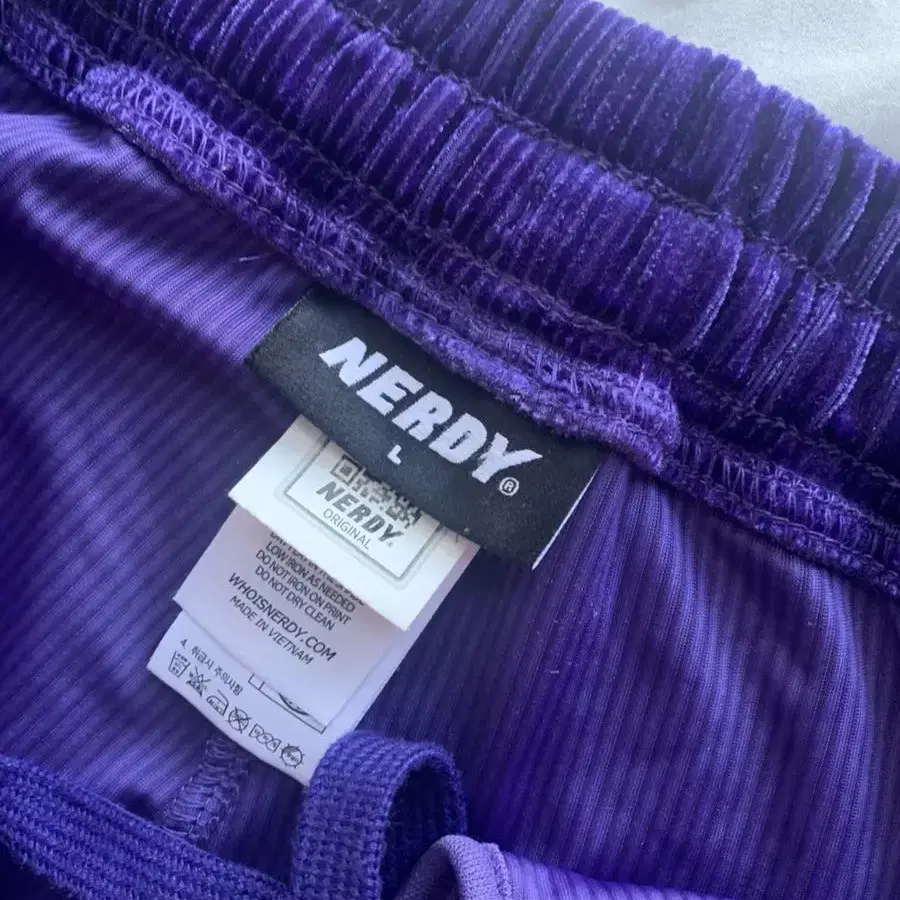 NERDY®
L
NERDY
ORIGINAL
LOW IRON AS NEEDED
DO NOT IRON ON PRINT
DO NOT DRY CLEAN
WHOISNERDY.COM
MADE IN VIETNAM
4. 취급시 주의사항